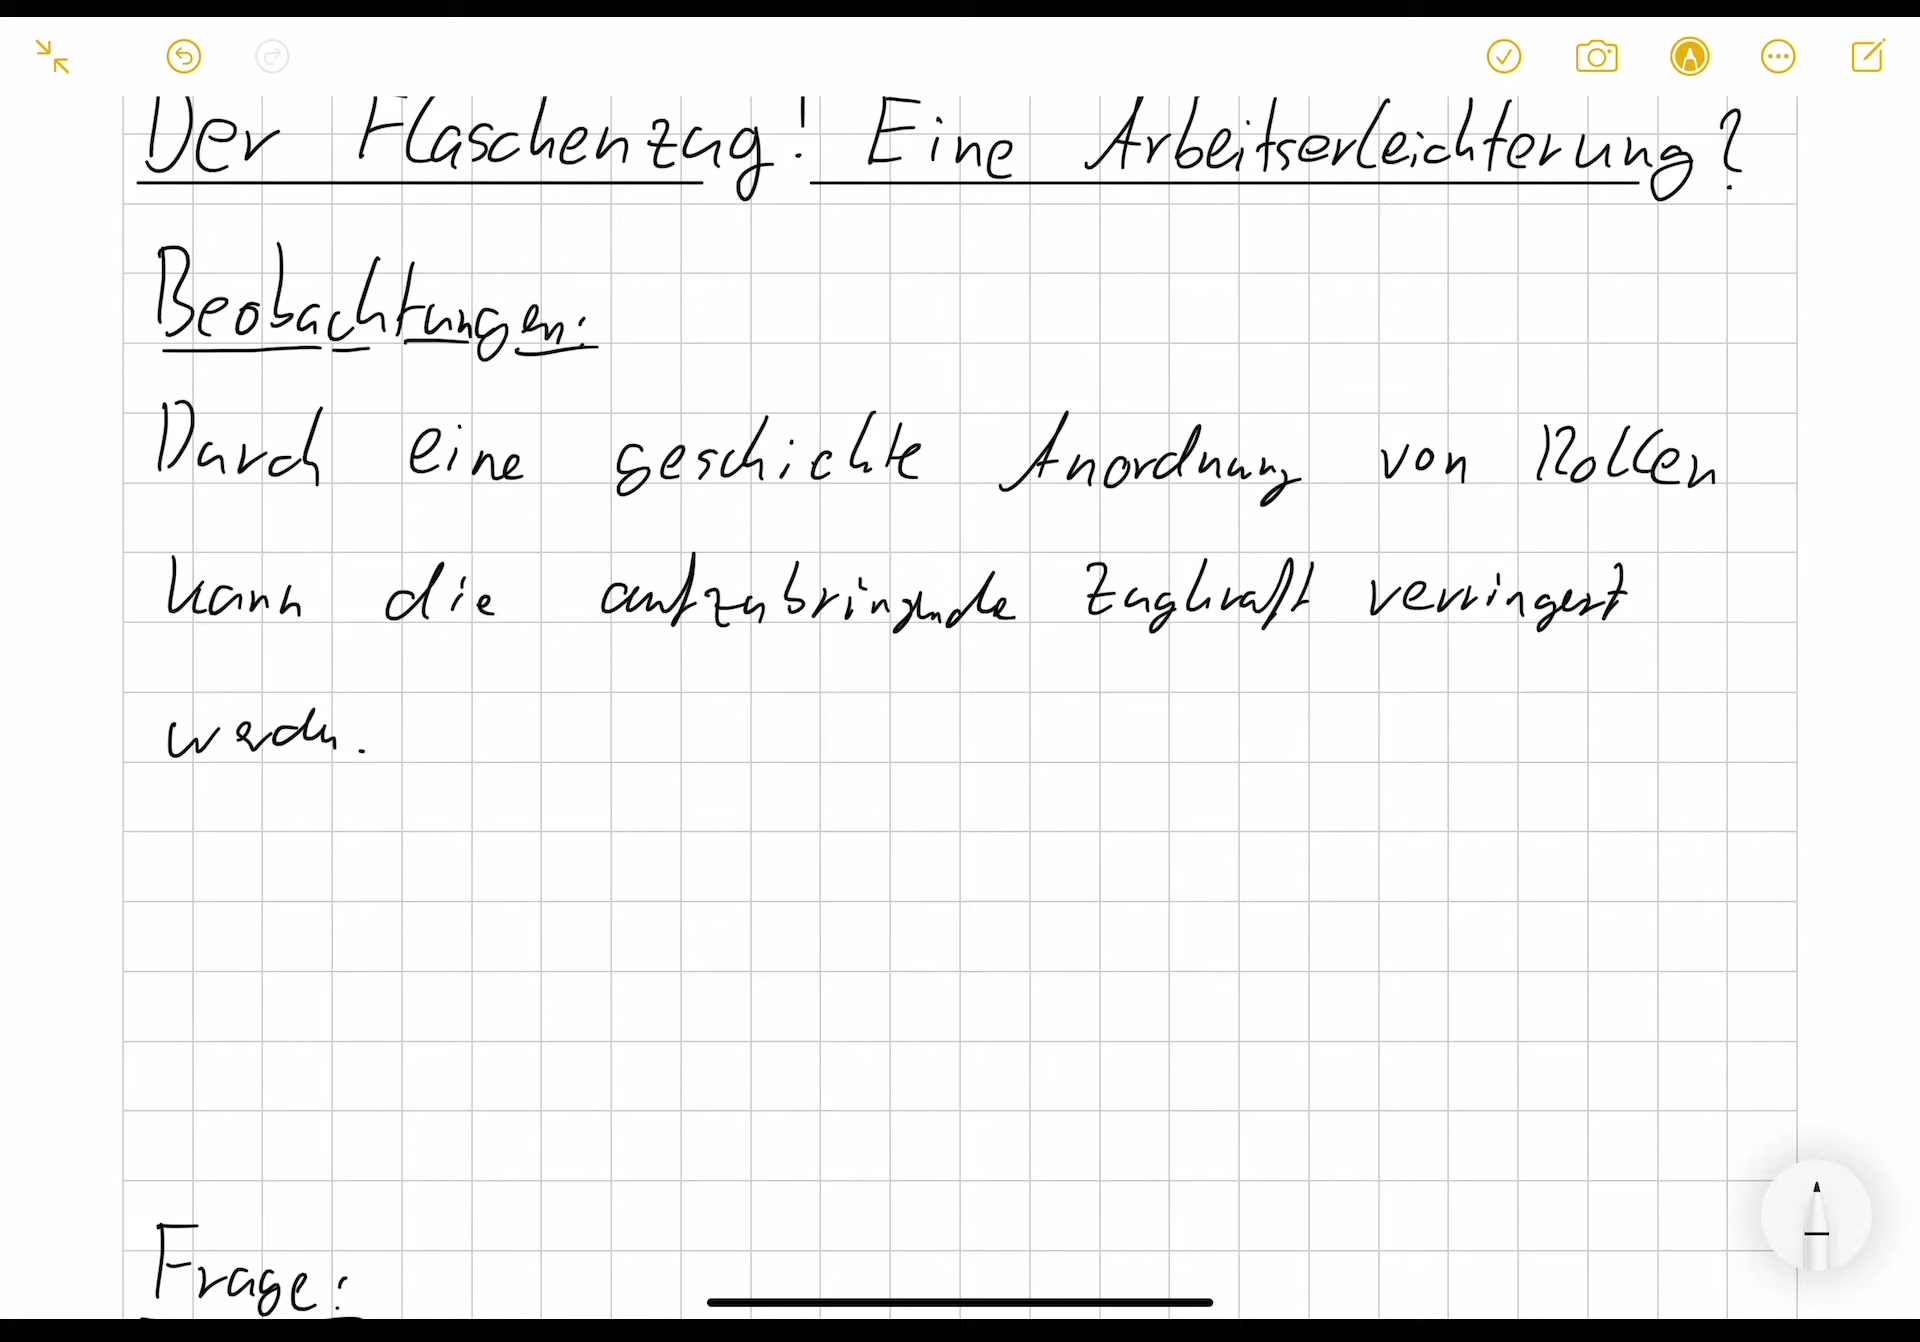 Der Flaschenzug! Eine Arbeitserleichterung?
Beobachtungen:
Durch eine geschickte Anordnung von Rollen
kann die aufzubringende Zugkraft verringert
werden.
Frage: